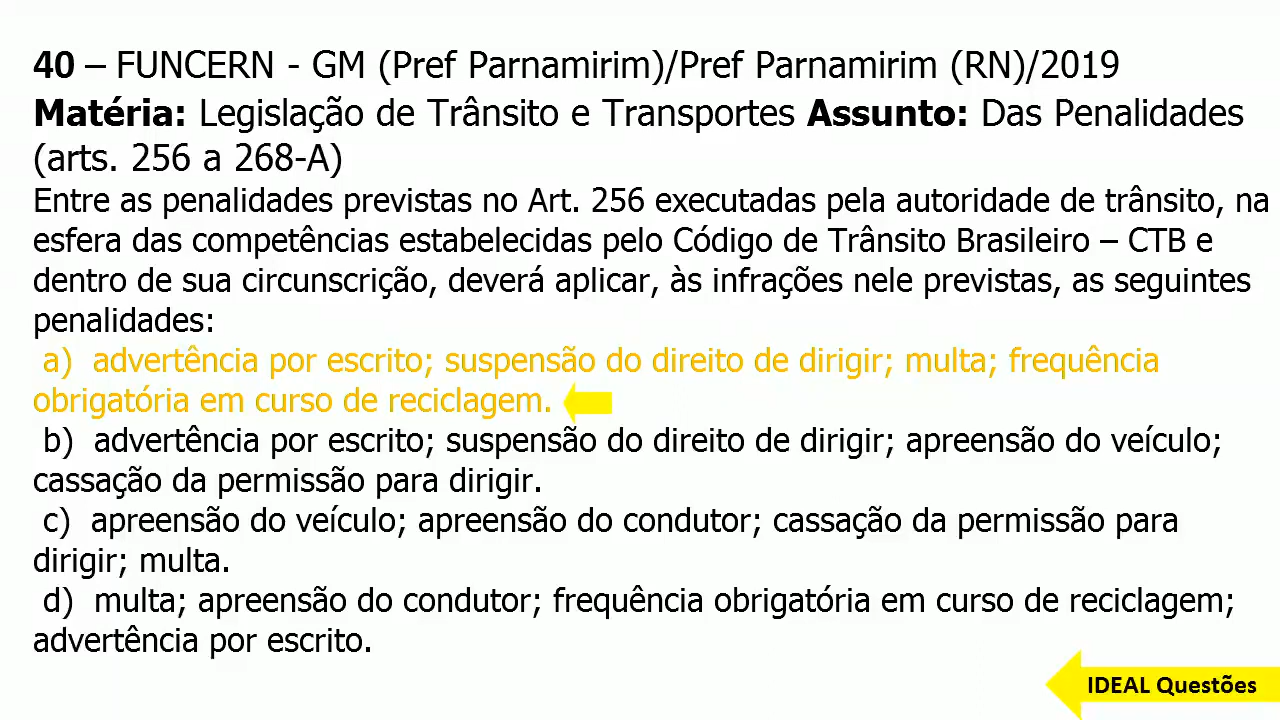 40 – FUNCERN - GM (Pref Parnamirim)/Pref Parnamirim (RN)/2019
Matéria: Legislação de Trânsito e Transportes Assunto: Das Penalidades
(arts. 256 a 268-A)
Entre as penalidades previstas no Art. 256 executadas pela autoridade de trânsito, na
esfera das competências estabelecidas pelo Código de Trânsito Brasileiro – CTB e
dentro de sua circunscrição, deverá aplicar, às infrações nele previstas, as seguintes
penalidades:
a) advertência por escrito; suspensão do direito de dirigir; multa; frequência
obrigatória em curso de reciclagem.
b) advertência por escrito; suspensão do direito de dirigir; apreensão do veículo;
cassação da permissão para dirigir.
c) apreensão do veículo; apreensão do condutor; cassação da permissão para
dirigir; multa.
d) multa; apreensão do condutor; frequência obrigatória em curso de reciclagem;
advertência por escrito.
IDEAL Questões